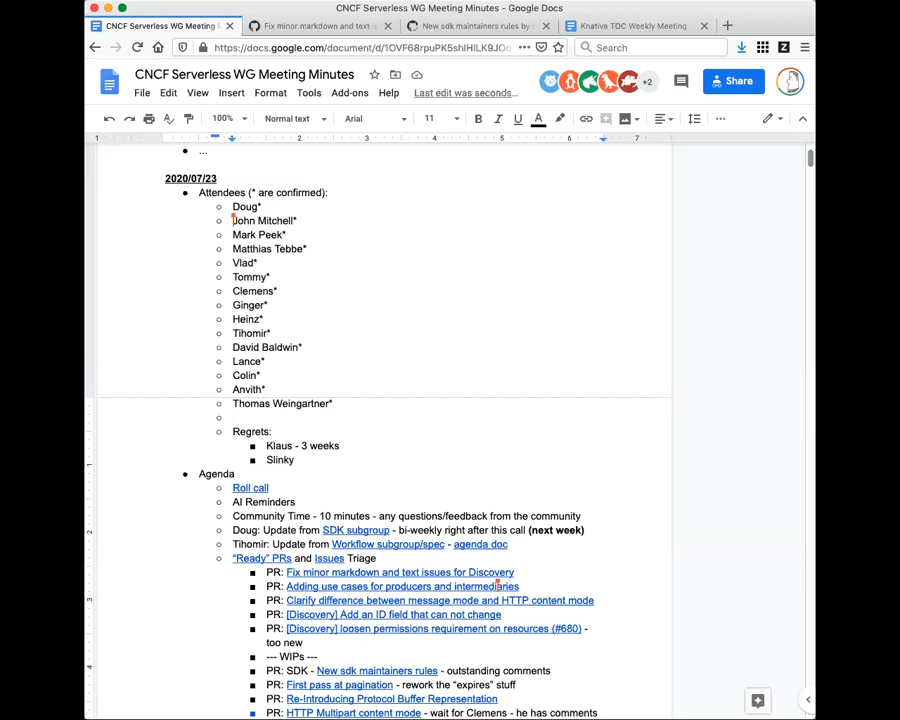 CNCF Serverless WG Meeting Minutes - Google Docs
CNCF Serverless WG Meeting
Fix minor markdown and text i
New sdk maintainers rules by
Knative TOC Weekly Meeting
https://docs.google.com/document/d/1OVF68rpuPK5shIHILK9JO
Search
CNCF Serverless WG Meeting Minutes
+2
Share
File Edit View Insert Format Tools Add-ons Help Last edit was seconds...
100% Normal text Arial 11 B I U A
1 1 2 3 4 5 6 7
...
2020/07/23
Attendees (* are confirmed):
Doug*
John Mitchell*
Mark Peek*
Matthias Tebbe*
Vlad*
Tommy*
Clemens*
Ginger*
Heinz*
Tihomir*
David Baldwin*
Lance*
Colin*
Anvith*
Thomas Weingartner*
Regrets:
Klaus - 3 weeks
Slinky
Agenda
Roll call
AI Reminders
Community Time - 10 minutes - any questions/feedback from the community
Doug: Update from SDK subgroup - bi-weekly right after this call (next week)
Tihomir: Update from Workflow subgroup/spec - agenda doc
“Ready” PRs and Issues Triage
PR: Fix minor markdown and text issues for Discovery
PR: Adding use cases for producers and intermediaries
PR: Clarify difference between message mode and HTTP content mode
PR: [Discovery] Add an ID field that can not change
PR: [Discovery] loosen permissions requirement on resources (#680) -
too new
--- WIPs ---
PR: SDK - New sdk maintainers rules - outstanding comments
PR: First pass at pagination - rework the “expires” stuff
PR: Re-Introducing Protocol Buffer Representation
PR: HTTP Multipart content mode - wait for Clemens - he has comments